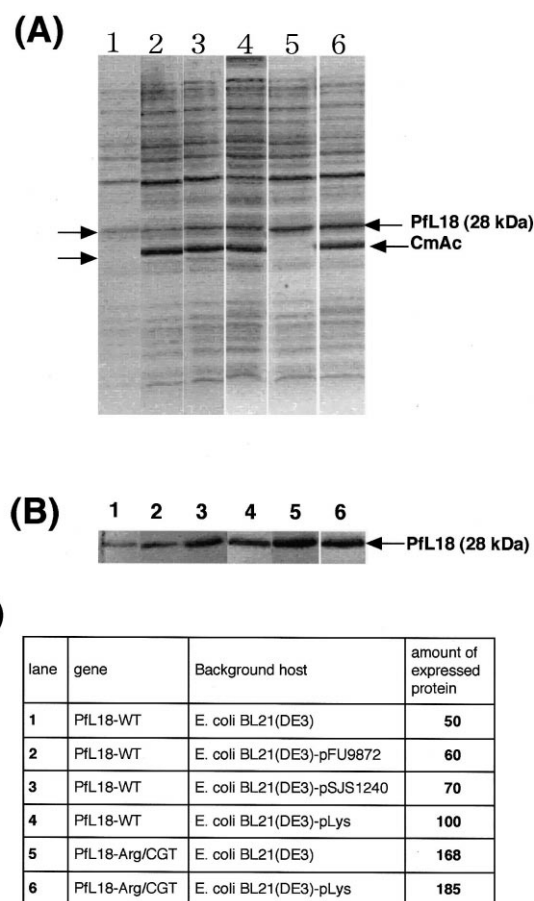 (A)
1 2 3 4 5 6
PfL18 (28 kDa)
CmAc
(B)
1 2 3 4 5 6
PfL18 (28 kDa)
)
lane gene Background host amount of expressed protein
1 PfL18-WT E. coli BL21(DE3) 50
2 PfL18-WT E. coli BL21(DE3)-pFU9872 60
3 PfL18-WT E. coli BL21(DE3)-pSJS1240 70
4 PfL18-WT E. coli BL21(DE3)-pLys 100
5 PfL18-Arg/CGT E. coli BL21(DE3) 168
6 PfL18-Arg/CGT E. coli BL21(DE3)-pLys 185